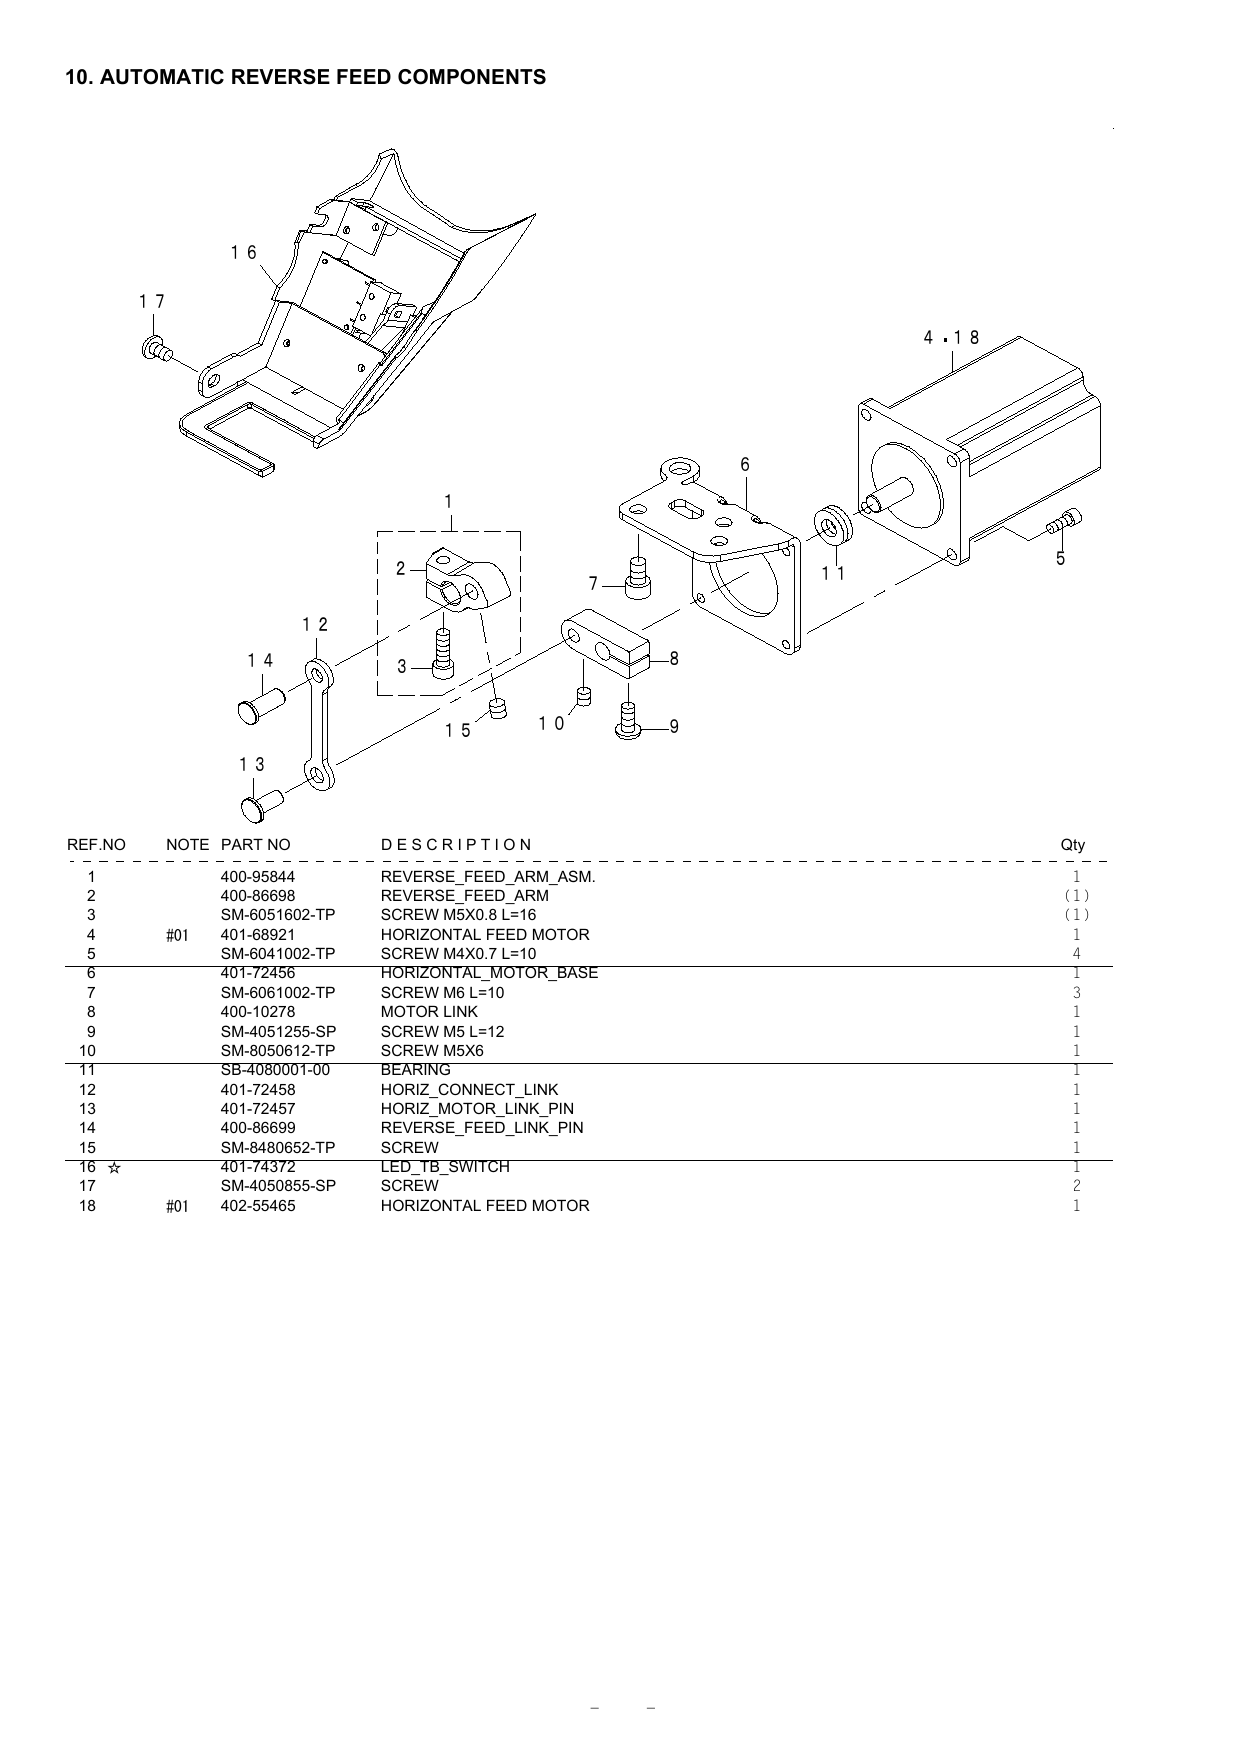 10. AUTOMATIC REVERSE FEED COMPONENTS
16
17
4・18
6
1
5
11
2
7
12
14
3
8
15
10
9
13
REF.NO NOTE PART NO DESCRIPTION Qty
1 400-95844 REVERSE_FEED_ARM_ASM. 1
2 400-86698 REVERSE_FEED_ARM (1)
3 SM-6051602-TP SCREW M5X0.8 L=16 (1)
4 #01 401-68921 HORIZONTAL FEED MOTOR 1
5 SM-6041002-TP SCREW M4X0.7 L=10 4
6 401-72456 HORIZONTAL_MOTOR_BASE 1
7 SM-6061002-TP SCREW M6 L=10 3
8 400-10278 MOTOR LINK 1
9 SM-4051255-SP SCREW M5 L=12 1
10 SM-8050612-TP SCREW M5X6 1
11 SB-4080001-00 BEARING 1
12 401-72458 HORIZ_CONNECT_LINK 1
13 401-72457 HORIZ_MOTOR_LINK_PIN 1
14 400-86699 REVERSE_FEED_LINK_PIN 1
15 SM-8480652-TP SCREW 1
16 ☆ 401-74372 LED_TB_SWITCH 1
17 SM-4050855-SP SCREW 2
18 #01 402-55465 HORIZONTAL FEED MOTOR 1
– –